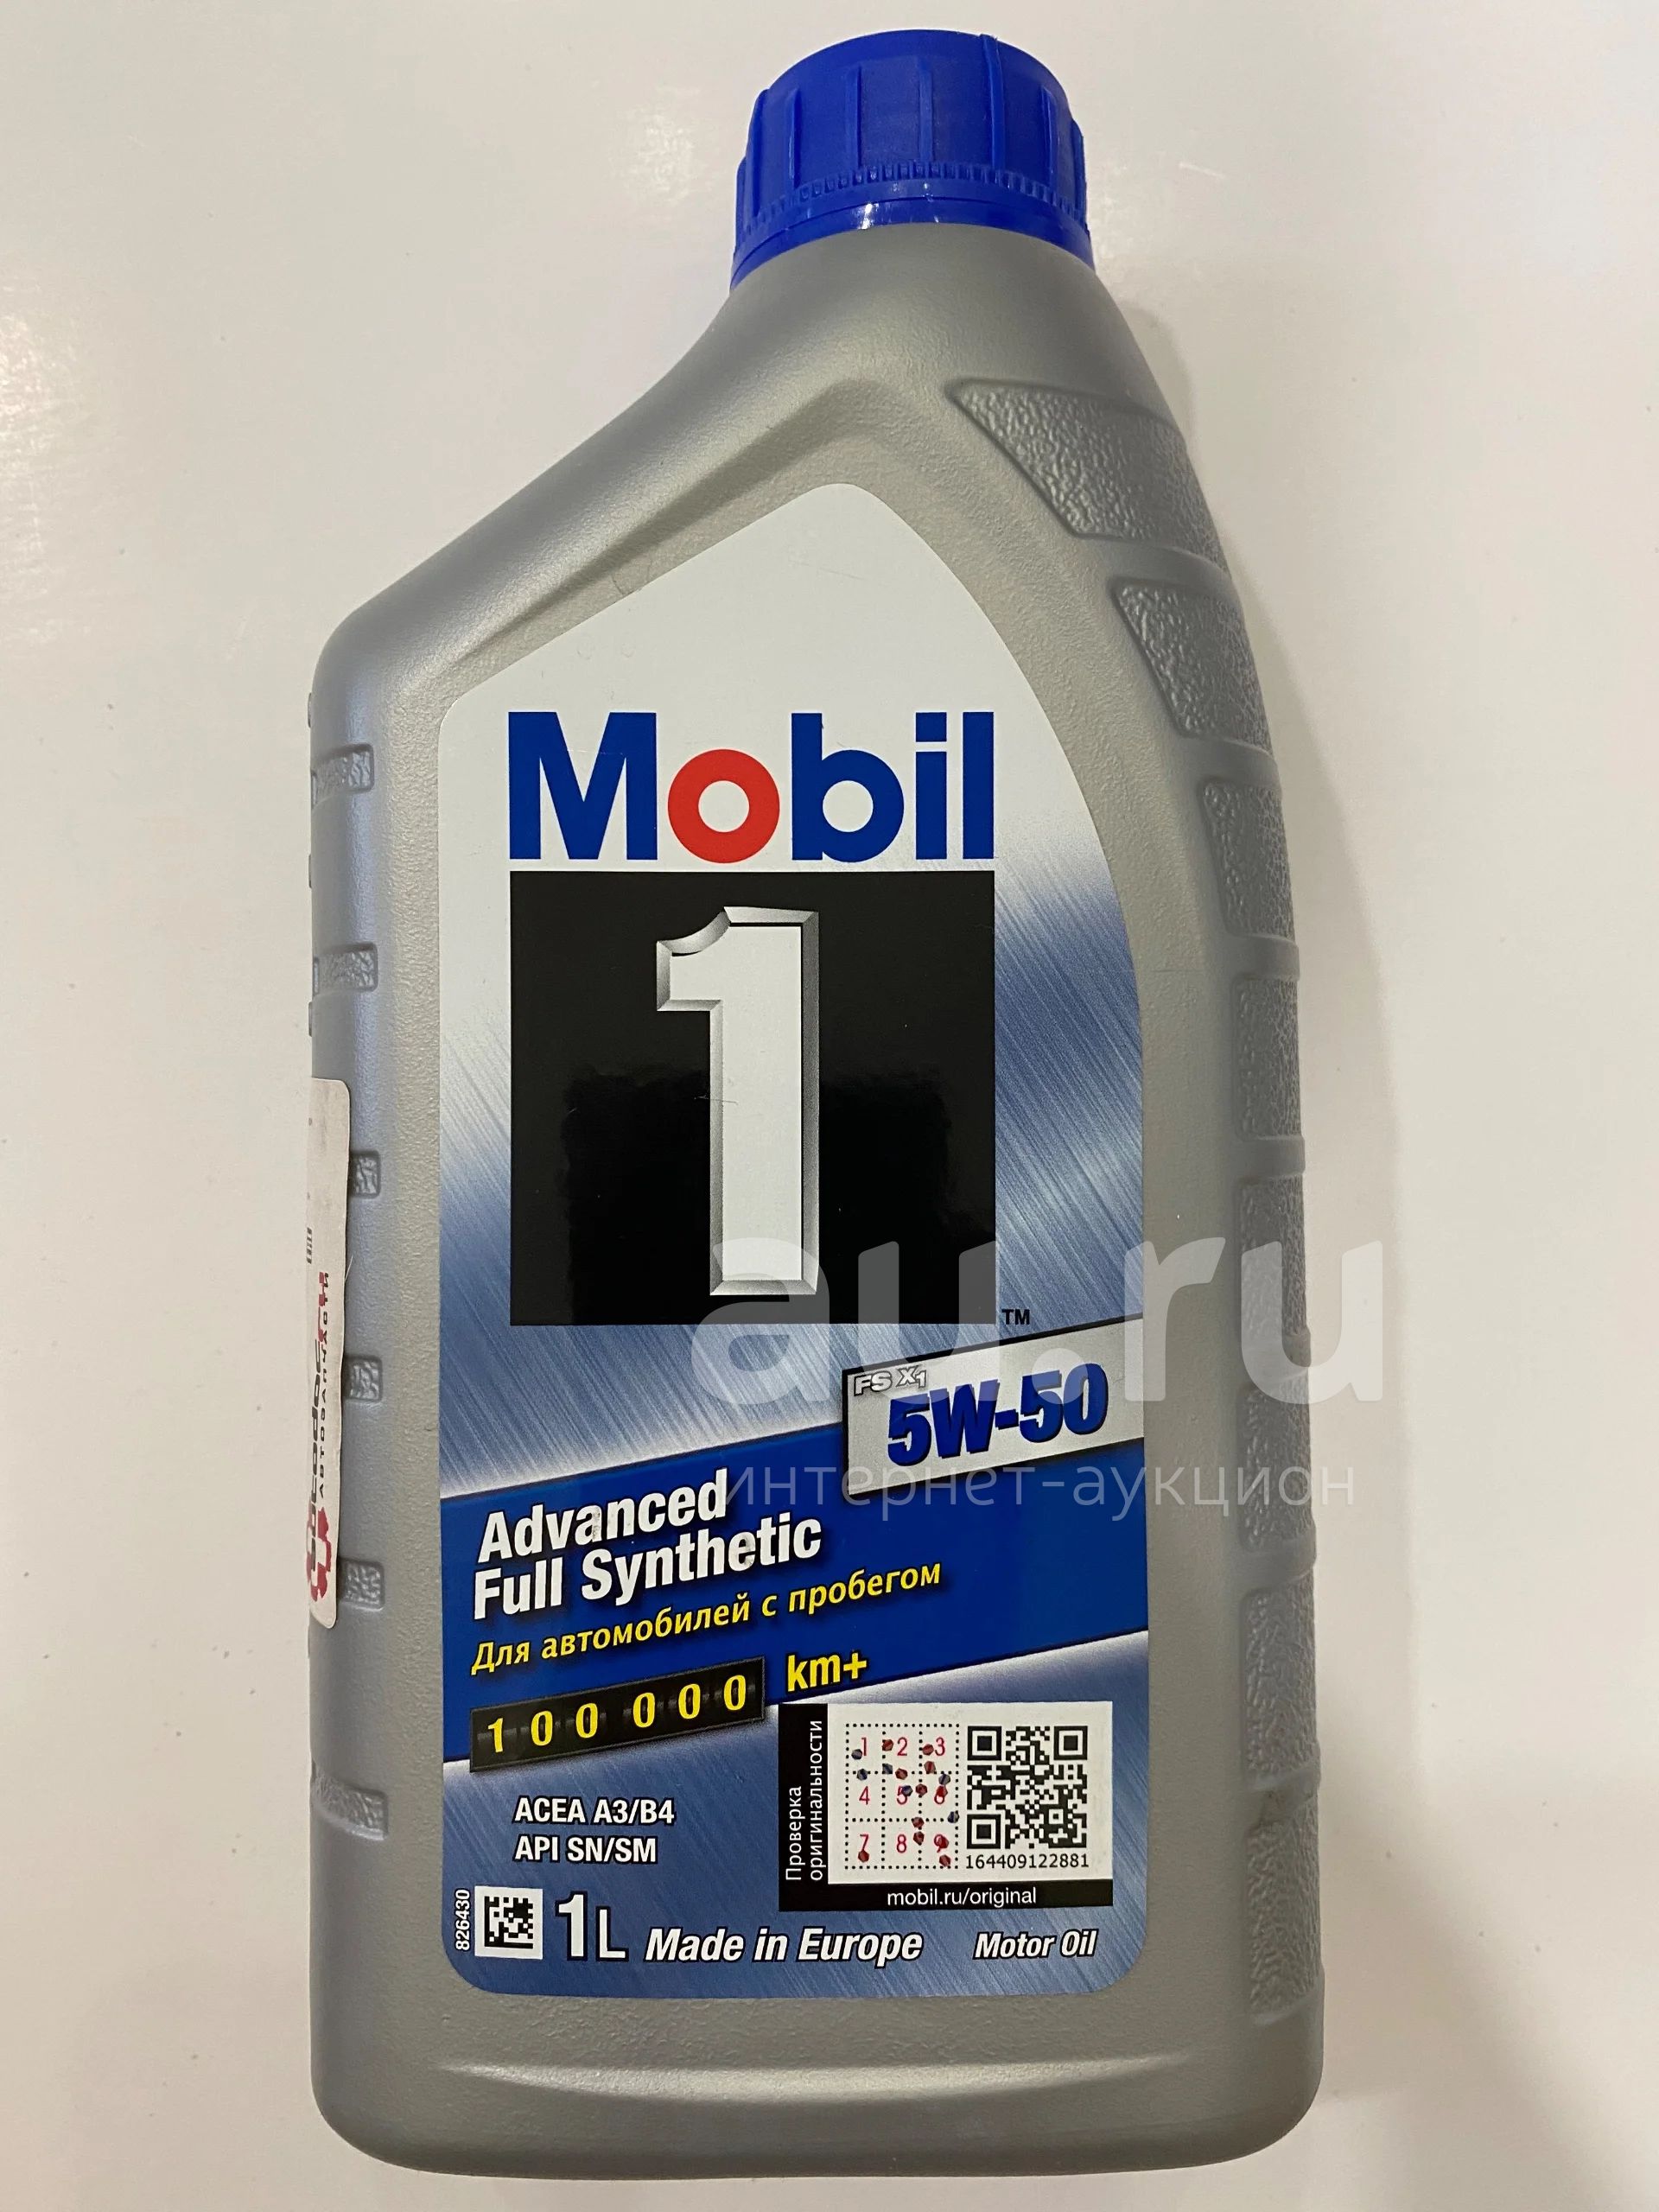 Mobil
1
TM
FS X1
5W-50
Advanced
Full Synthetic
Для автомобилей с пробегом
100 000 km+
ACEA A3/B4
API SN/SM
Проверка
оригинальности
1 2 3
4 5 6
7 8 9
164409122881
mobil.ru/original
826430
1L Made in Europe
Motor Oil
АВТОЗАПЧАСТИ
au.ru
интернет-аукцион